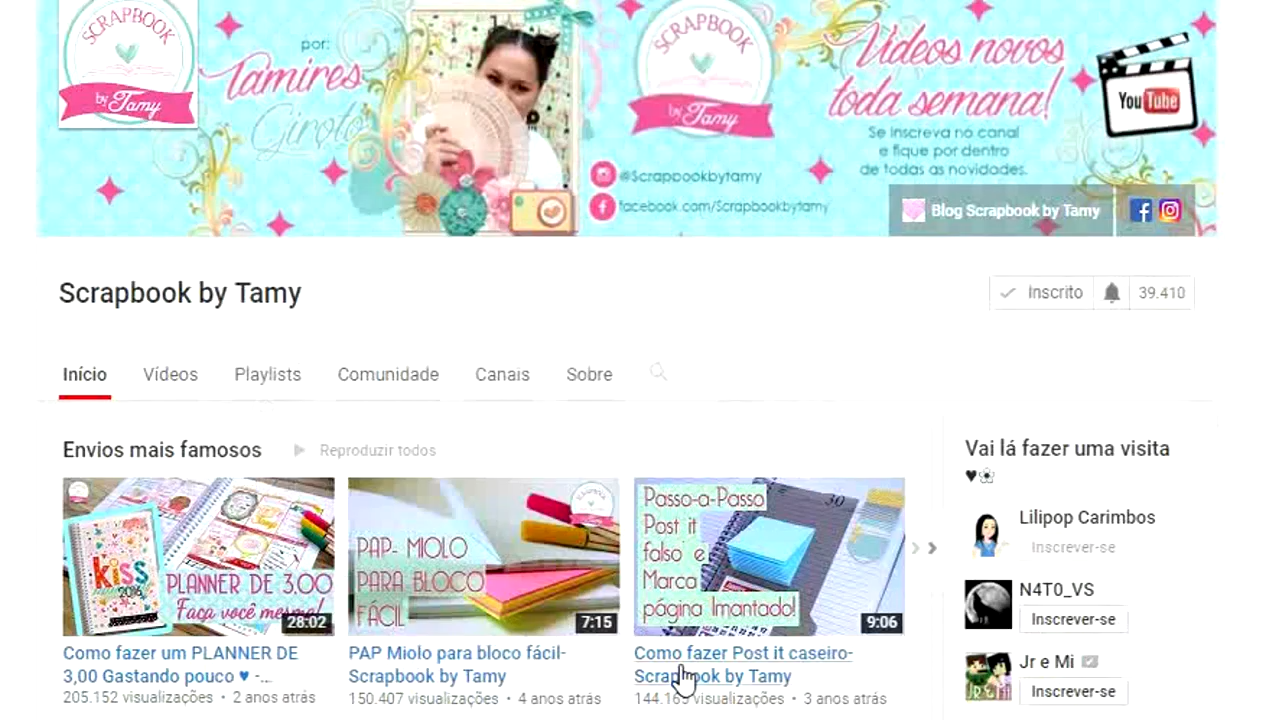 SCRAPBOOK
by Tamy
por:
Tamires
Giroto
SCRAPBOOK
by Tamy
Vídeos novos
toda semana!
YouTube
Se inscreva no canal
e fique por dentro
de todas as novidades.
@Scrapbookbytamy
facebook.com/Scrapbookbytamy
Blog Scrapbook by Tamy
Scrapbook by Tamy
Inscrito 39.410
Início Vídeos Playlists Comunidade Canais Sobre
Envios mais famosos Reproduzir todos
kiss
2016
PLANNER DE 3,00
Faça você mesma!
28:02
Como fazer um PLANNER DE
3,00 Gastando pouco ♥ -...
205.152 visualizações • 2 anos atrás
PAP- MIOLO
PARA BLOCO
FÁCIL
7:15
PAP Miolo para bloco fácil-
Scrapbook by Tamy
150.407 visualizações • 4 anos atrás
Passo-a-Passo
Post it
falso e
Marca
página Imantado!
30
9:06
Como fazer Post it caseiro-
Scrapbook by Tamy
144.165 visualizações • 3 anos atrás
Vai lá fazer uma visita
♥❀
Lilipop Carimbos
Inscrever-se
N4T0_VS
Inscrever-se
Jr e Mi
Inscrever-se